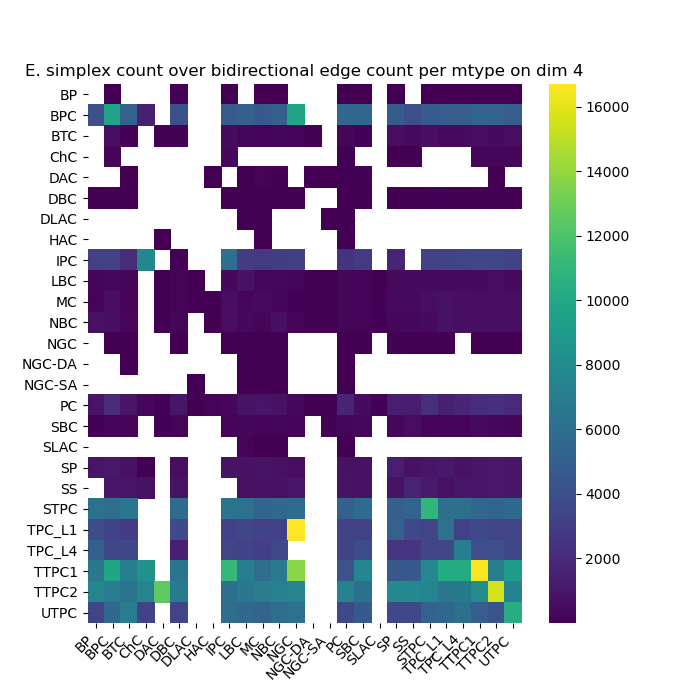 E. simplex count over bidirectional edge count per mtype on dim 4
BP
BPC
BTC
ChC
DAC
DBC
DLAC
HAC
IPC
LBC
MC
NBC
NGC
NGC-DA
NGC-SA
PC
SBC
SLAC
SP
SS
STPC
TPC_L1
TPC_L4
TTPC1
TTPC2
UTPC
BP
BPC
BTC
ChC
DAC
DBC
DLAC
HAC
IPC
LBC
MC
NBC
NGC
NGC-DA
NGC-SA
PC
SBC
SLAC
SP
SS
STPC
TPC_L1
TPC_L4
TTPC1
TTPC2
UTPC
16000
14000
12000
10000
8000
6000
4000
2000